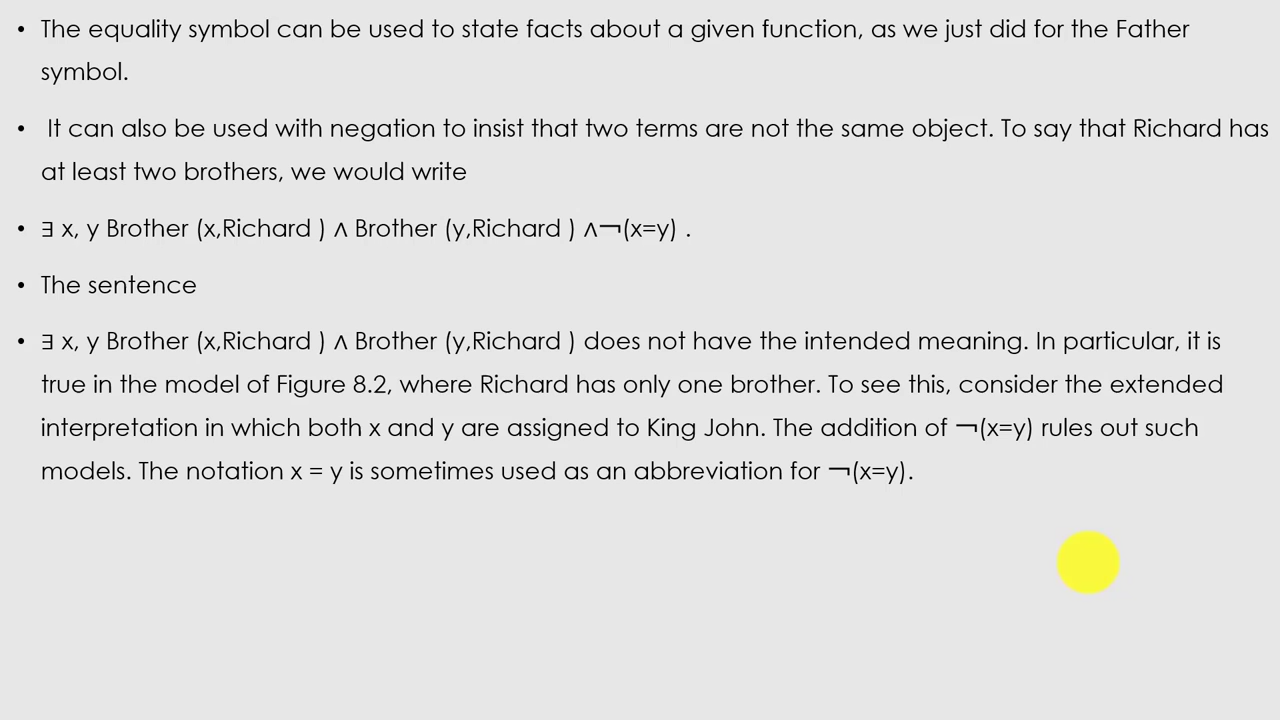 • The equality symbol can be used to state facts about a given function, as we just did for the Father
symbol.
• It can also be used with negation to insist that two terms are not the same object. To say that Richard has
at least two brothers, we would write
• ∃ x, y Brother (x,Richard ) ∧ Brother (y,Richard ) ∧¬(x=y) .
• The sentence
• ∃ x, y Brother (x,Richard ) ∧ Brother (y,Richard ) does not have the intended meaning. In particular, it is
true in the model of Figure 8.2, where Richard has only one brother. To see this, consider the extended
interpretation in which both x and y are assigned to King John. The addition of ¬(x=y) rules out such
models. The notation x = y is sometimes used as an abbreviation for ¬(x=y).